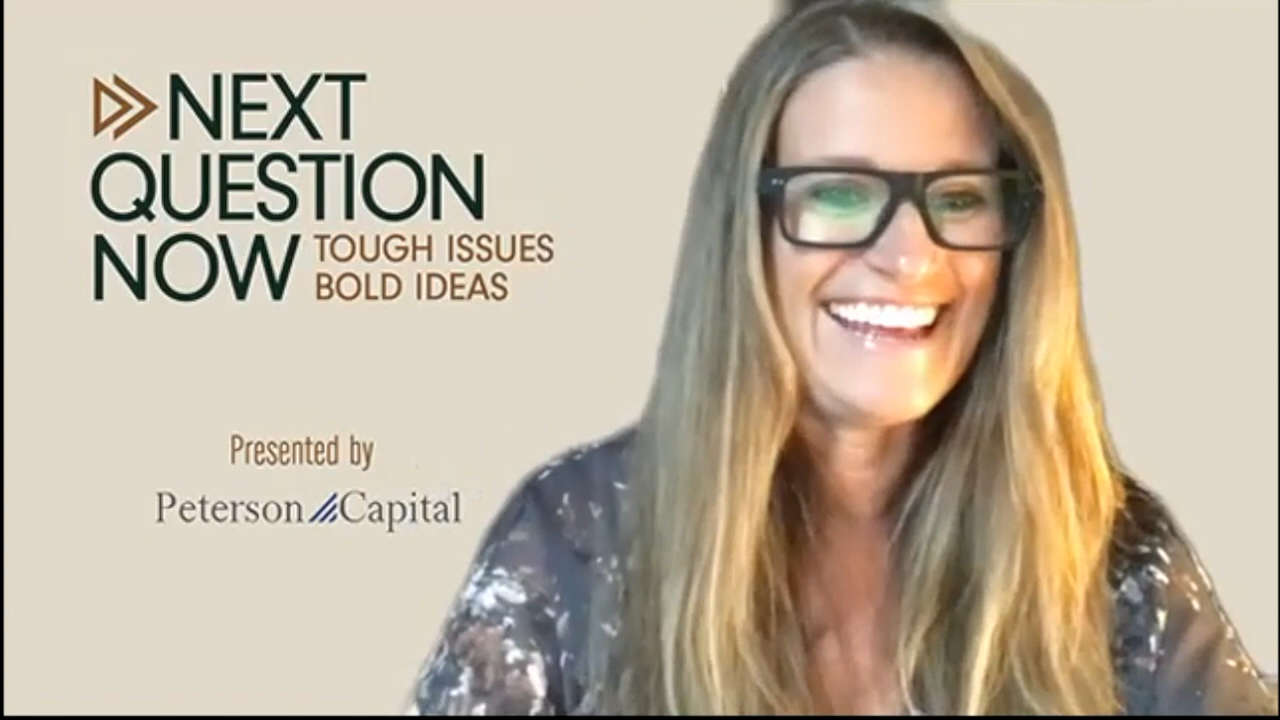 NEXT
QUESTION
NOW TOUGH ISSUES
BOLD IDEAS
Presented by
Peterson Capital